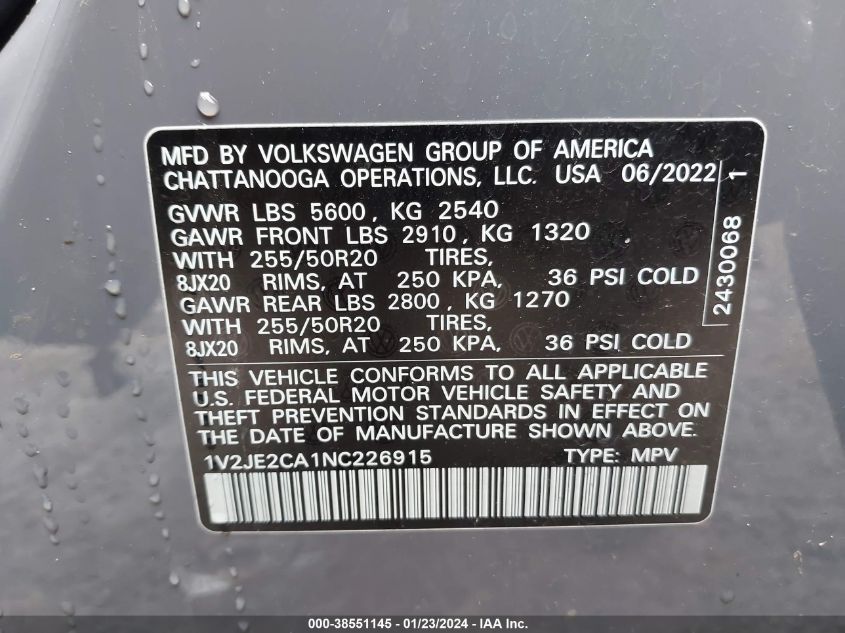 MFD BY VOLKSWAGEN GROUP OF AMERICA
CHATTANOOGA OPERATIONS, LLC. USA 06/2022
GVWR LBS 5600, KG 2540
GAWR FRONT LBS 2910, KG 1320 .
WITH 255/50R20 TIRES,
8JX20 RIMS, AT 250 KPA, 36 PSI COLD
GAWR REAR LBS 2800, KG 1270
WITH 255/50R20 TIRES,
8JX20 RIMS, AT 250 KPA, 36 PSI COLD
2430068 1
THIS VEHICLE CONFORMS TO ALL APPLICABLE
U.S. FEDERAL MOTOR VEHICLE SAFETY AND
THEFT PREVENTION STANDARDS IN EFFECT ON
THE DATE OF MANUFACTURE SHOWN ABOVE.
1V2JE2CA1NC226915 TYPE: MPV
000-38551145 - 01/23/2024 - IAA Inc.